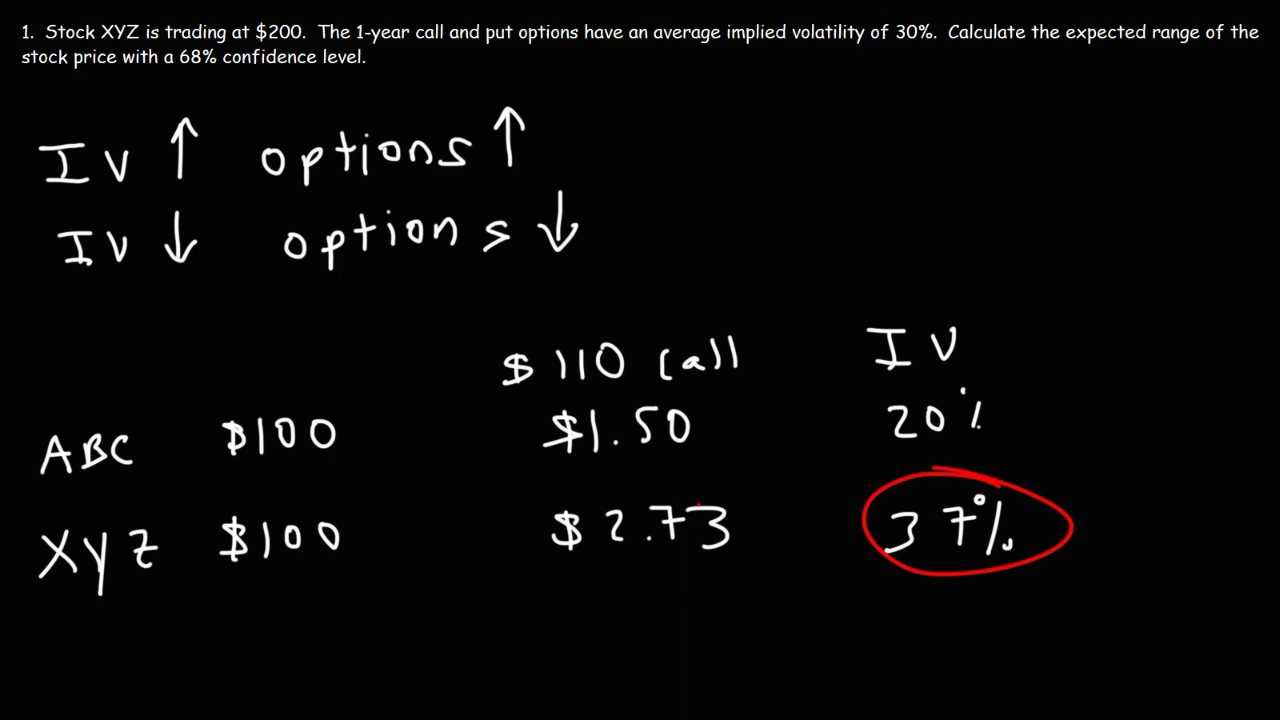 1. Stock XYZ is trading at $200. The 1-year call and put options have an average implied volatility of 30%. Calculate the expected range of the
stock price with a 68% confidence level.
IV ↑ options ↑
IV ↓ options ↓
$110 call IV
ABC $100 $1.50 20%
XYZ $100 $2.73 37%